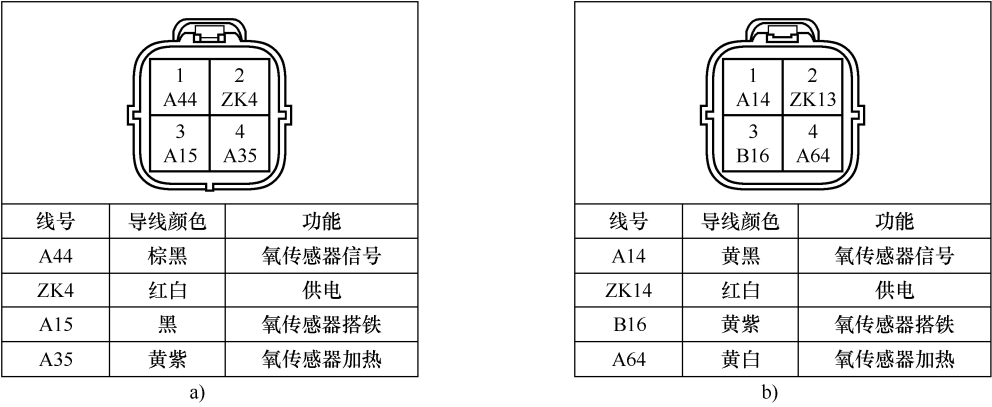 1 2
A44 ZK4
3 4
A15 A35
线号 导线颜色 功能
A44 棕黑 氧传感器信号
ZK4 红白 供电
A15 黑 氧传感器搭铁
A35 黄紫 氧传感器加热
a)
1 2
A14 ZK13
3 4
B16 A64
线号 导线颜色 功能
A14 黄黑 氧传感器信号
ZK14 红白 供电
B16 黄紫 氧传感器搭铁
A64 黄白 氧传感器加热
b)